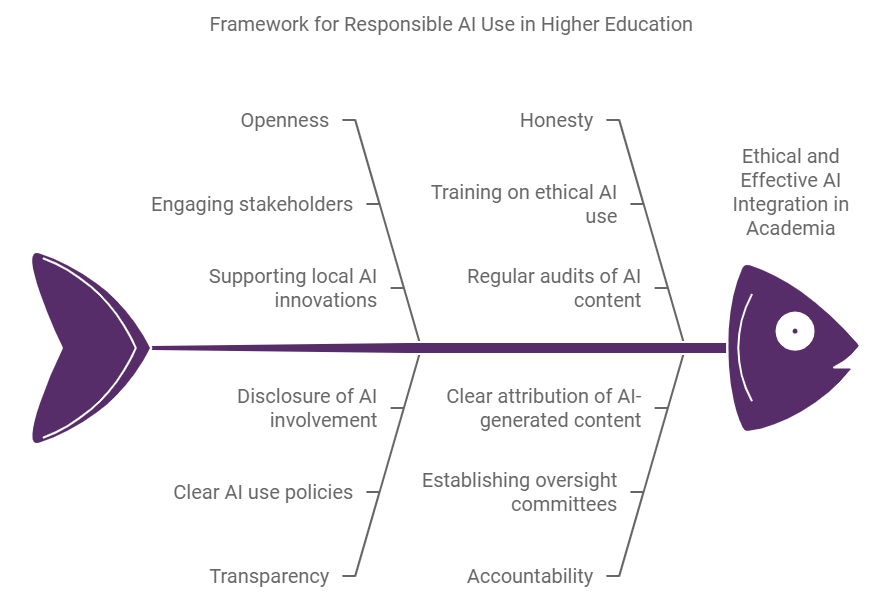 Framework for Responsible AI Use in Higher Education
Openness
Engaging stakeholders
Supporting local AI
innovations
Honesty
Training on ethical AI
use
Regular audits of AI
content
Ethical and
Effective AI
Integration in
Academia
Disclosure of AI
involvement
Clear AI use policies
Transparency
Clear attribution of AI-
generated content
Establishing oversight
committees
Accountability